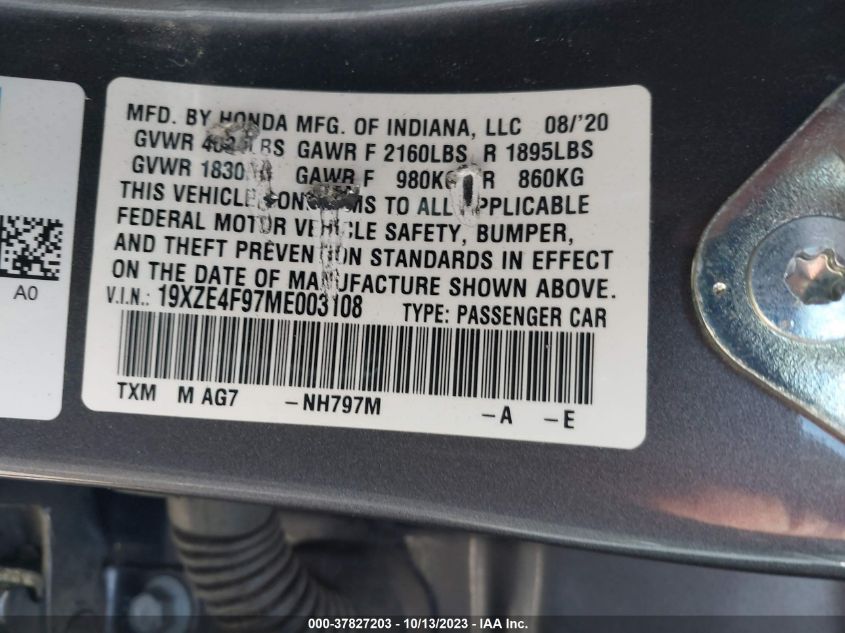 MFD. BY HONDA MFG. OF INDIANA, LLC 08/'20
GVWR LBS GAWR F 2160LBS R 1895LBS
GVWR 1830 GAWR F 980KG R 860KG
THIS VEHICLE CONFORMS TO ALL APPLICABLE
FEDERAL MOTOR VEHICLE SAFETY, BUMPER,
AND THEFT PREVENTION STANDARDS IN EFFECT
ON THE DATE OF MANUFACTURE SHOWN ABOVE.
V.I.N.: 19XZE4F97ME003108 TYPE: PASSENGER CAR
TXM M AG7 -NH797M -A -E
A0
000-37827203 - 10/13/2023 - IAA Inc.